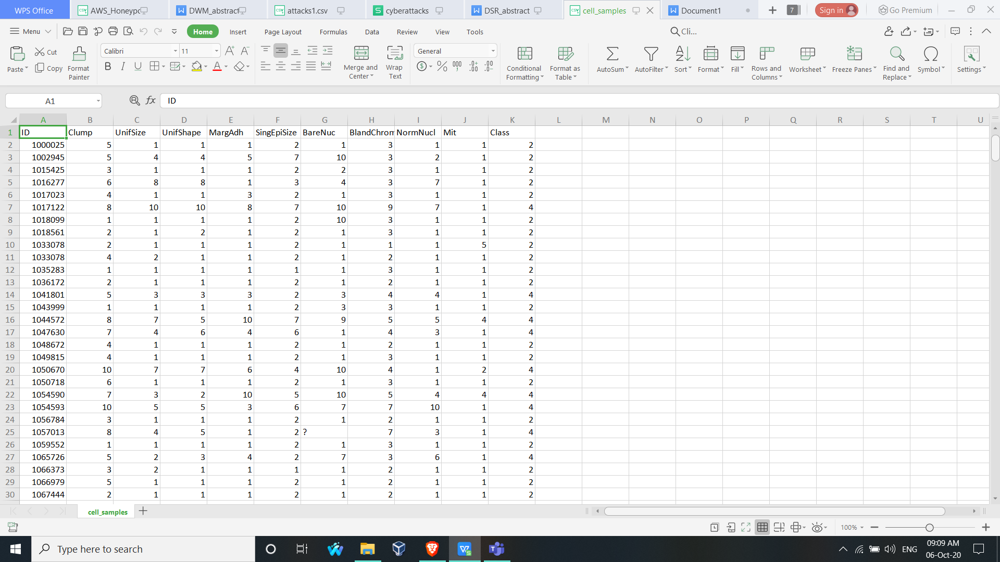 WPS Office AWS_Honeypc DWM_abstract attacks1.csv cyberattacks DSR_abstract cell_samples Document1 7 Sign in Go Premium
Menu Home Insert Page Layout Formulas Data Review View Tools Cli...
Paste Cut Copy Format Painter Calibri 11 Merge and Center Wrap Text General Conditional Formatting Format as Table AutoSum AutoFilter Sort Format Fill Rows and Columns Worksheet Freeze Panes Find and Replace Symbol Settings
A1 fx ID
A B C D E F G H I J K L M N O P Q R S T U
1 ID Clump UnifSize UnifShape MargAdh SingEpiSize BareNuc BlandChrom NormNucl Mit Class
2 1000025 5 1 1 1 2 1 3 1 1 2
3 1002945 5 4 4 5 7 10 3 2 1 2
4 1015425 3 1 1 1 2 2 3 1 1 2
5 1016277 6 8 8 1 3 4 3 7 1 2
6 1017023 4 1 1 3 2 1 3 1 1 2
7 1017122 8 10 10 8 7 10 9 7 1 4
8 1018099 1 1 1 1 2 10 3 1 1 2
9 1018561 2 1 2 1 2 1 3 1 1 2
10 1033078 2 1 1 1 2 1 1 1 5 2
11 1033078 4 2 1 1 2 1 2 1 1 2
12 1035283 1 1 1 1 1 1 3 1 1 2
13 1036172 2 1 1 1 2 1 2 1 1 2
14 1041801 5 3 3 3 2 3 4 4 1 4
15 1043999 1 1 1 1 2 3 3 1 1 2
16 1044572 8 7 5 10 7 9 5 5 4 4
17 1047630 7 4 6 4 6 1 4 3 1 4
18 1048672 4 1 1 1 2 1 2 1 1 2
19 1049815 4 1 1 1 2 1 3 1 1 2
20 1050670 10 7 7 6 4 10 4 1 2 4
21 1050718 6 1 1 1 2 1 3 1 1 2
22 1054590 7 3 2 10 5 10 5 4 4 4
23 1054593 10 5 5 3 6 7 7 10 1 4
24 1056784 3 1 1 1 2 1 2 1 1 2
25 1057013 8 4 5 1 2 ? 7 3 1 4
26 1059552 1 1 1 1 2 1 3 1 1 2
27 1065726 5 2 3 4 2 7 3 6 1 4
28 1066373 3 2 1 1 1 1 2 1 1 2
29 1066979 5 1 1 1 2 1 2 1 1 2
30 1067444 2 1 1 1 2 1 2 1 1 2
cell_samples
100%
Type here to search ENG 09:09 AM
06-Oct-20